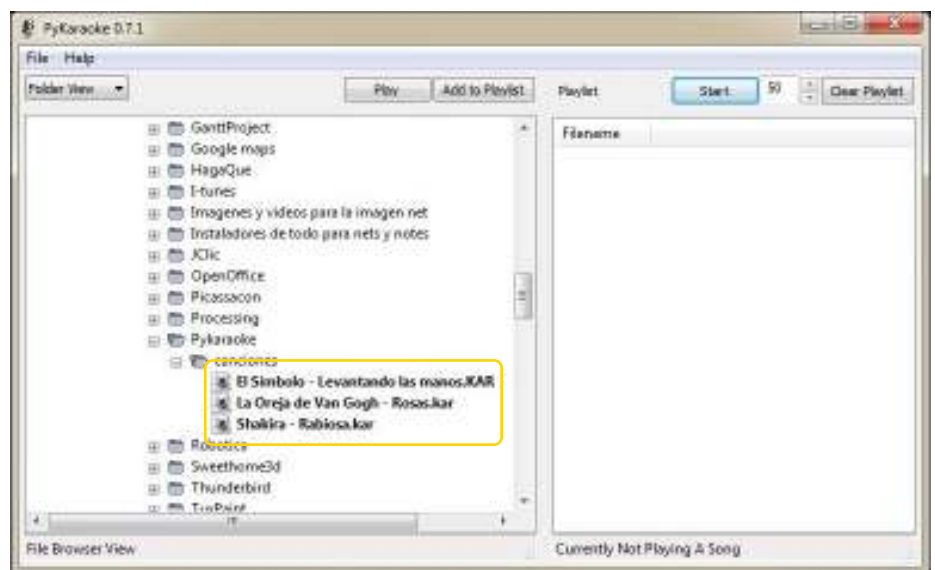 PyKaraoke 0.7.1
File Help
Folder View
Play
Add to Playlist
Playlist
Start
50
Clear Playlist
GanttProject
Google maps
HagaQue
I-tunes
Imagenes y videos para la imagen net
Instaladores de todo para nets y notes
JClic
OpenOffice
Picassacon
Processing
Pykaraoke
canciones
El Simbolo - Levantando las manos.KAR
La Oreja de Van Gogh - Rosas.kar
Shakira - Rabiosa.kar
Robotica
Sweethome3d
Thunderbird
TuxPaint
Filename
File Browser View
Currently Not Playing A Song